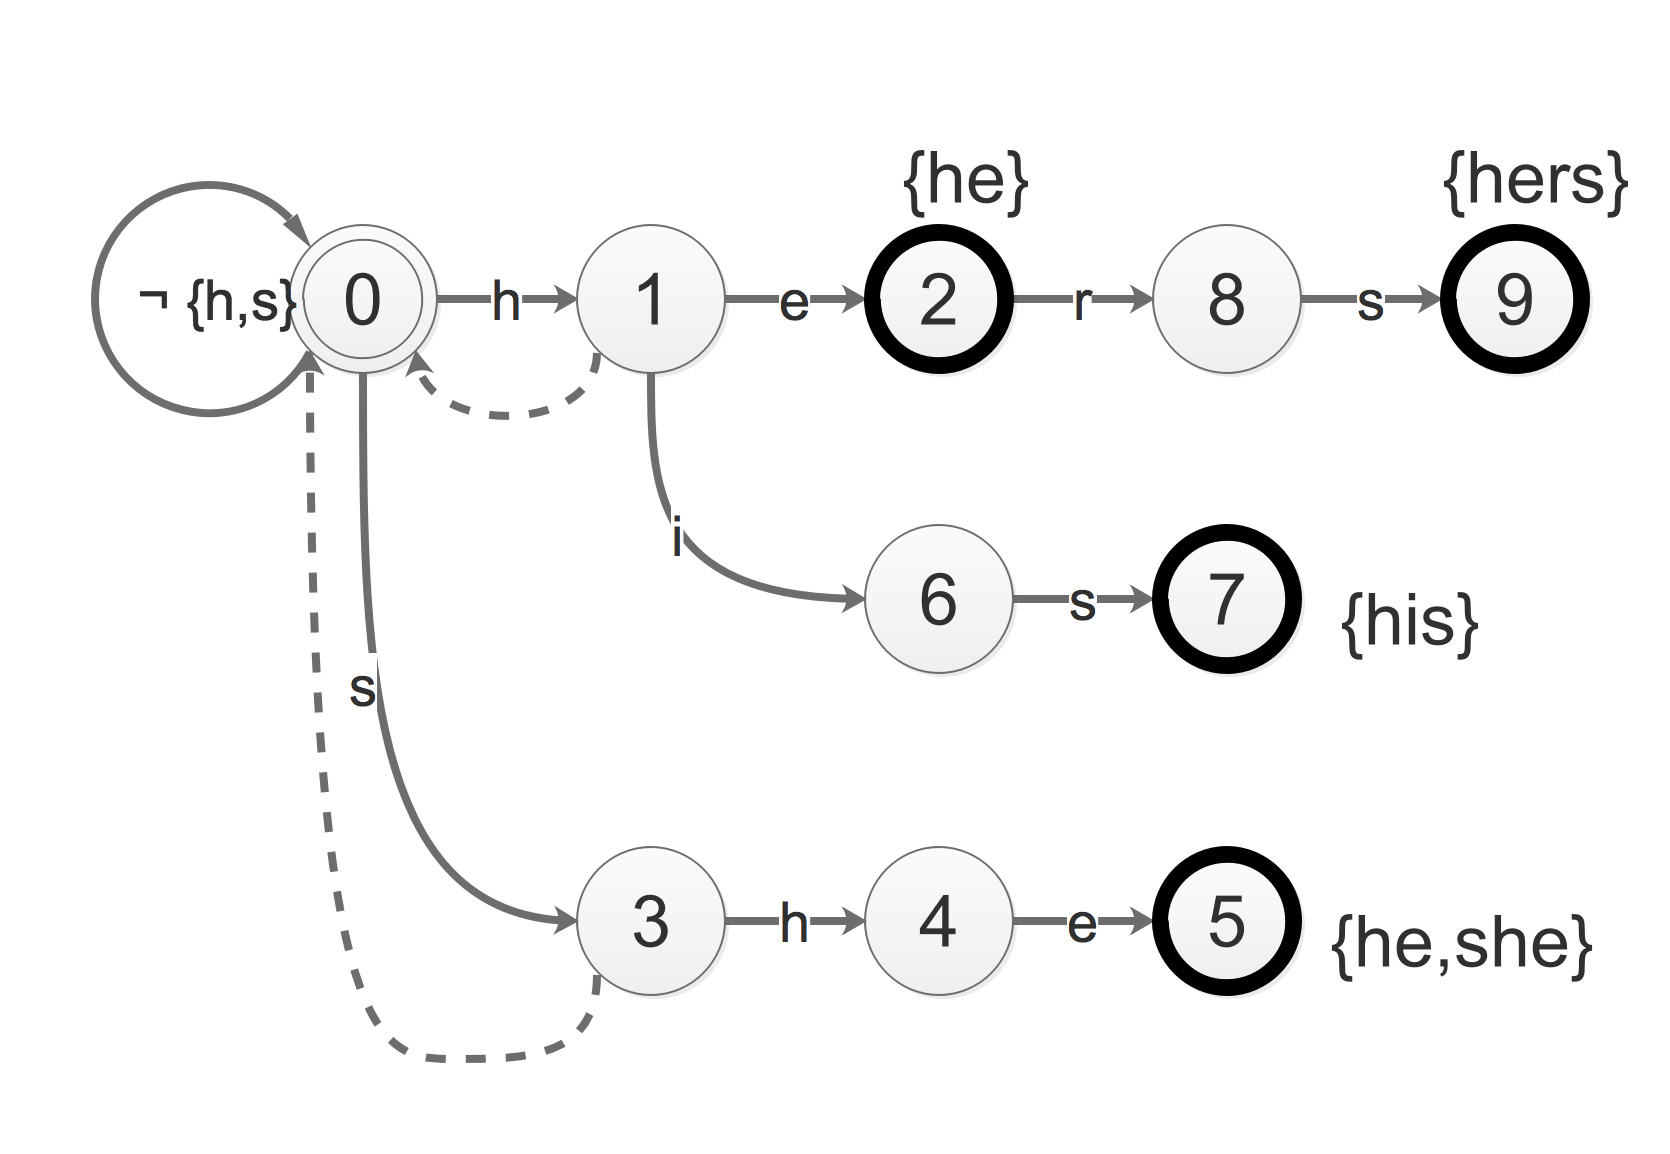 {he}
{hers}
¬ {h,s}
0
h
1
e
2
r
8
s
9
i
6
s
7
{his}
s
3
h
4
e
5
{he,she}